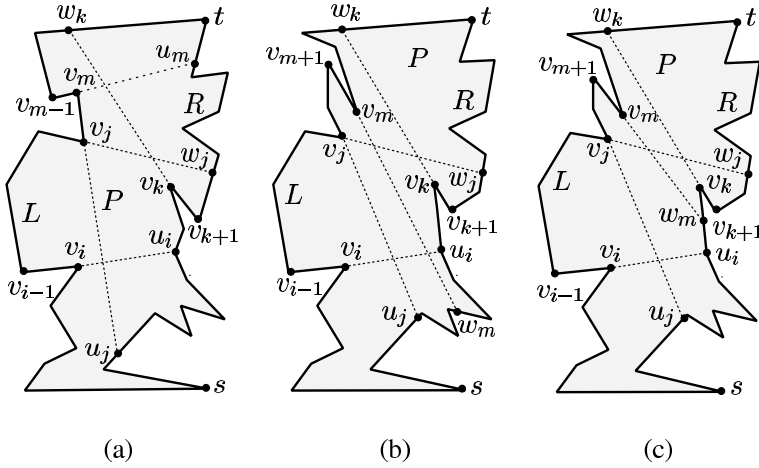 w_k t
u_m
v_m
v_{m-1}
R
v_j
w_j
v_k
L P
v_{k+1}
v_i u_i
v_{i-1}
u_j
s
(a)
w_k t
v_{m+1} P
R
v_m
v_j
w_j
v_k
L
v_{k+1}
v_i u_i
v_{i-1}
u_j w_m
s
(b)
w_k t
v_{m+1} P
R
v_m
v_j w_j
v_k
L
w_m v_{k+1}
v_i u_i
v_{i-1}
u_j
s
(c)